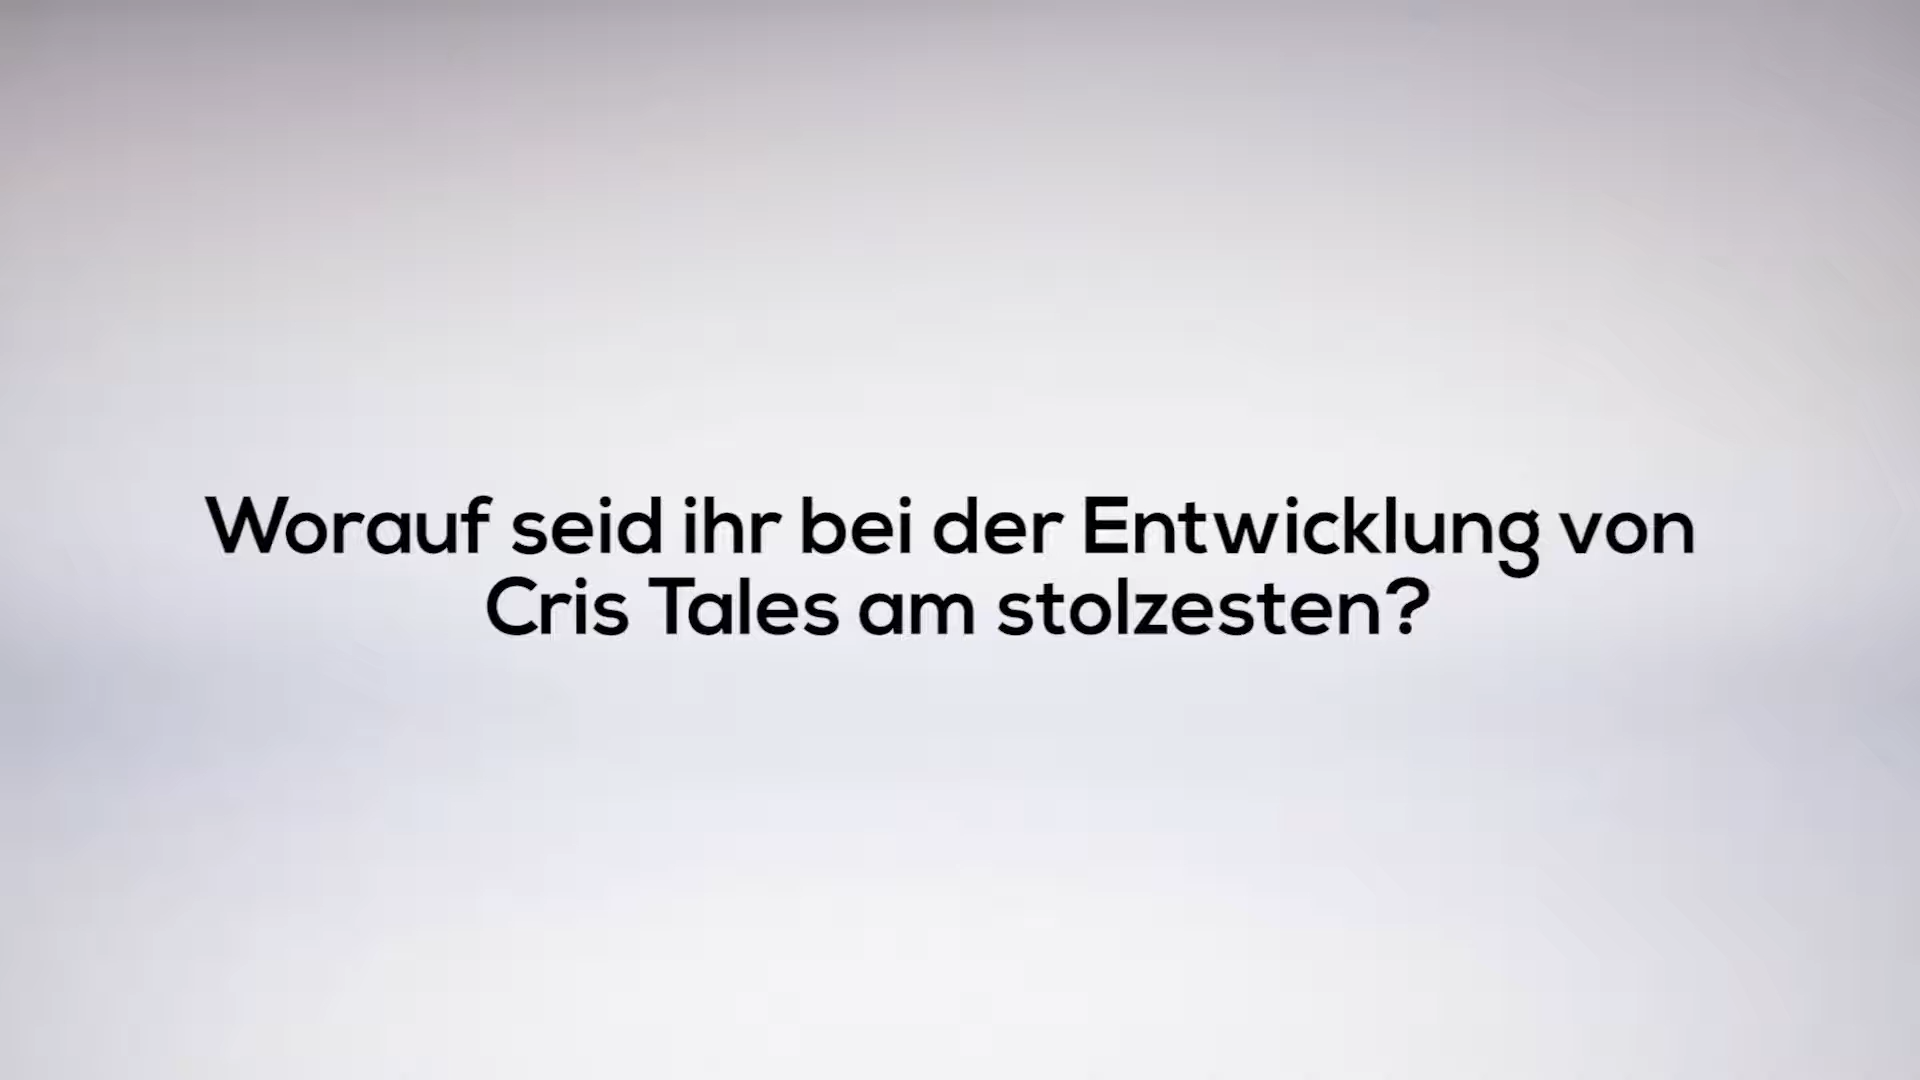 Worauf seid ihr bei der Entwicklung von
Cris Tales am stolzesten?